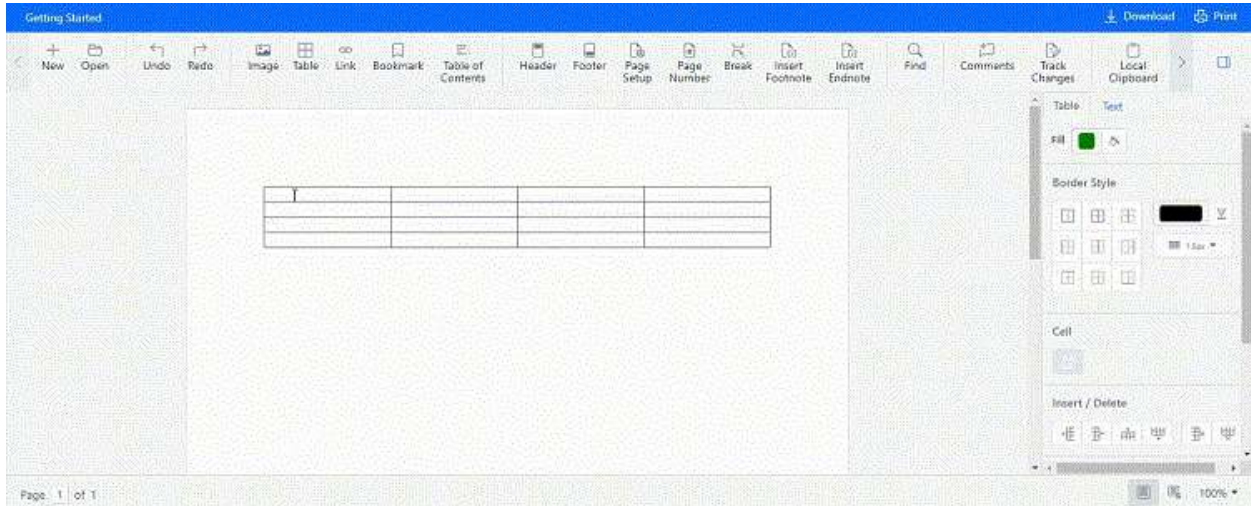 Getting Started
Download Print
New Open Undo Redo Image Table Link Bookmark Table of Contents Header Footer Page Setup Page Number Break Insert Footnote Insert Endnote Find Comments Track Changes Local Clipboard
Table Text
Fill
Border Style
Cell
Insert / Delete
Page 1 of 1
100%